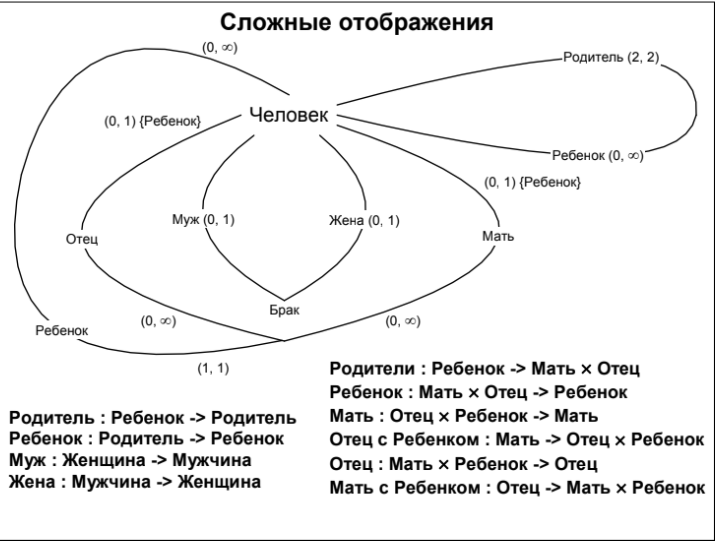 Сложные отображения
(0, ∞)
Родитель (2, 2)
Человек
(0, 1) {Ребенок}
Ребенок (0, ∞)
(0, 1) {Ребенок}
Муж (0, 1)
Жена (0, 1)
Отец
Мать
Брак
(0, ∞)
(0, ∞)
Ребенок
(1, 1)
Родители : Ребенок -> Мать × Отец
Ребенок : Мать × Отец -> Ребенок
Мать : Отец × Ребенок -> Мать
Отец с Ребенком : Мать -> Отец × Ребенок
Отец : Мать × Ребенок -> Отец
Мать с Ребенком : Отец -> Мать × Ребенок
Родитель : Ребенок -> Родитель
Ребенок : Родитель -> Ребенок
Муж : Женщина -> Мужчина
Жена : Мужчина -> Женщина